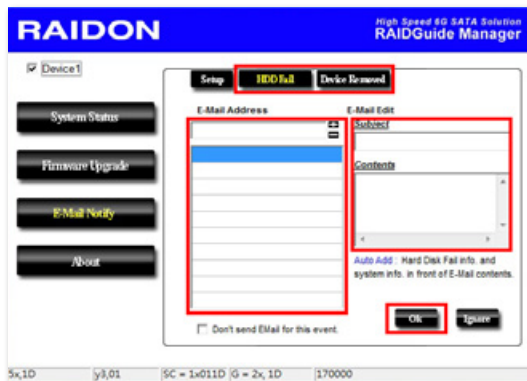 RAIDON
High Speed 6G SATA Solution
RAIDGuide Manager
Device1
Setup
HDD Fail
Device Removed
System Status
Firmware Upgrade
E-Mail Notify
About
E-Mail Address
E-Mail Edit
Subject
Contents
Auto Add : Hard Disk Fail info. and
system info. in front of E-Mail contents.
Don't send EMail for this event.
Ok
Ignore
5x,1D
y3,01
SC = 1x011D
G = 2x, 1D
170000